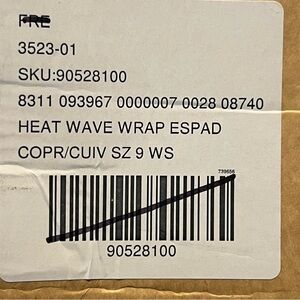 FRE
3523-01
SKU:90528100
8311 093967 0000007 0028 08740
HEAT WAVE WRAP ESPAD
COPR/CUIV SZ 9 WS
739656
90528100